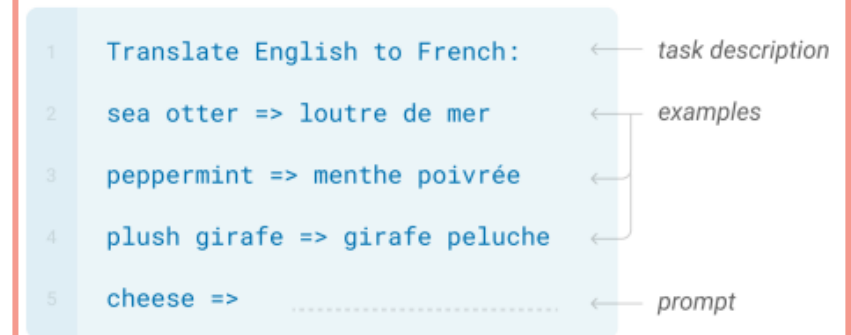 1 Translate English to French: task description
2 sea otter => loutre de mer examples
3 peppermint => menthe poivrée
4 plush girafe => girafe peluche
5 cheese => prompt